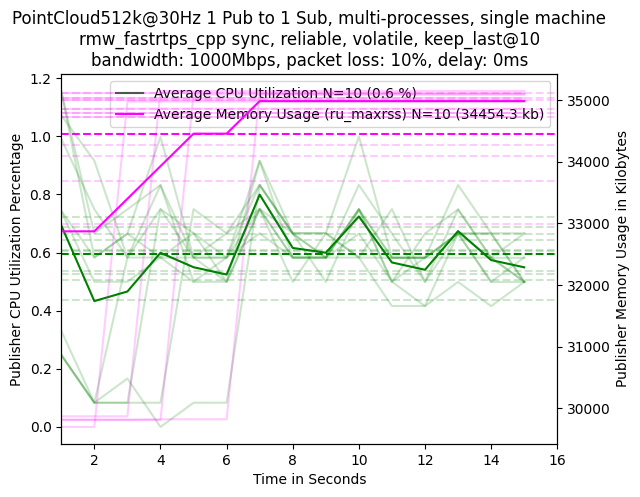 PointCloud512k@30Hz 1 Pub to 1 Sub, multi-processes, single machine
rmw_fastrtps_cpp sync, reliable, volatile, keep_last@10
bandwidth: 1000Mbps, packet loss: 10%, delay: 0ms
Average CPU Utilization N=10 (0.6 %)
Average Memory Usage (ru_maxrss) N=10 (34454.3 kb)
Publisher CPU Utilization Percentage
1.2
1.0
0.8
0.6
0.4
0.2
0.0
35000
34000
33000
32000
31000
30000
Publisher Memory Usage in Kilobytes
2 4 6 8 10 12 14 16
Time in Seconds